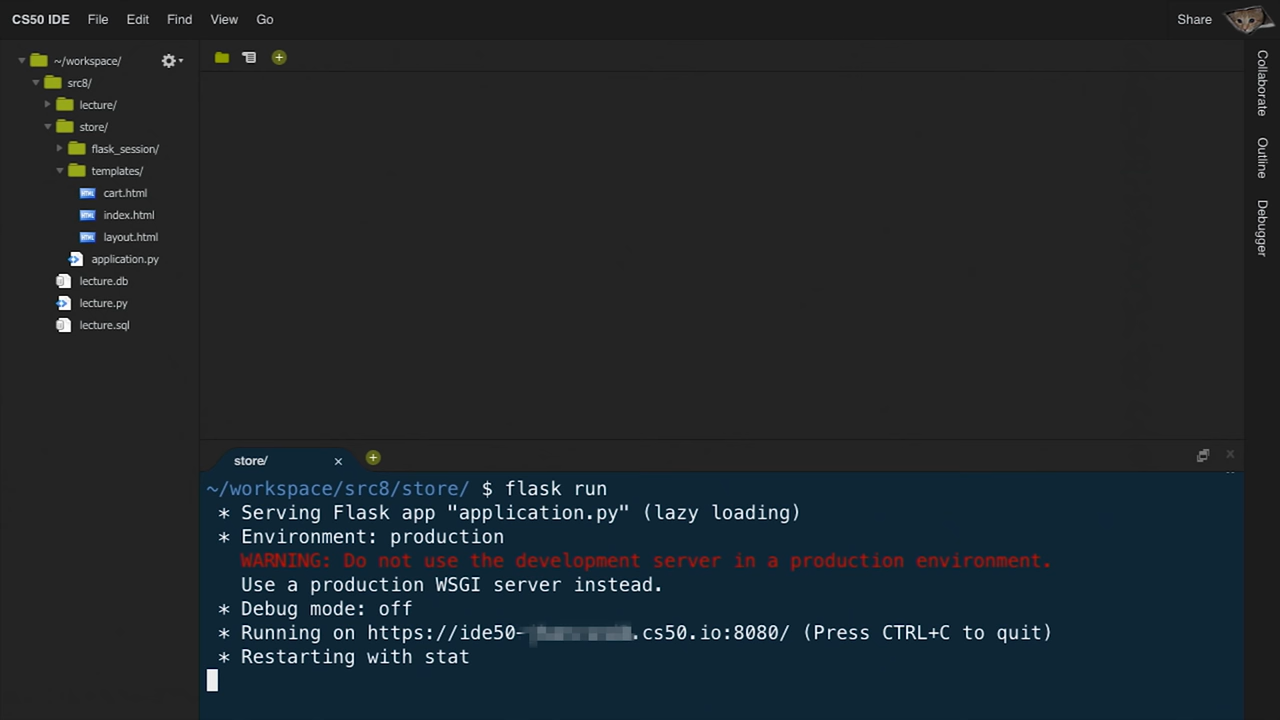 CS50 IDE File Edit Find View Go Share
~/workspace/
src8/
lecture/
store/
flask_session/
templates/
cart.html
index.html
layout.html
application.py
lecture.db
lecture.py
lecture.sql
Collaborate
Outline
Debugger
store/
~/workspace/src8/store/ $ flask run
* Serving Flask app "application.py" (lazy loading)
* Environment: production
WARNING: Do not use the development server in a production environment.
Use a production WSGI server instead.
* Debug mode: off
* Running on https://ide50- .cs50.io:8080/ (Press CTRL+C to quit)
* Restarting with stat